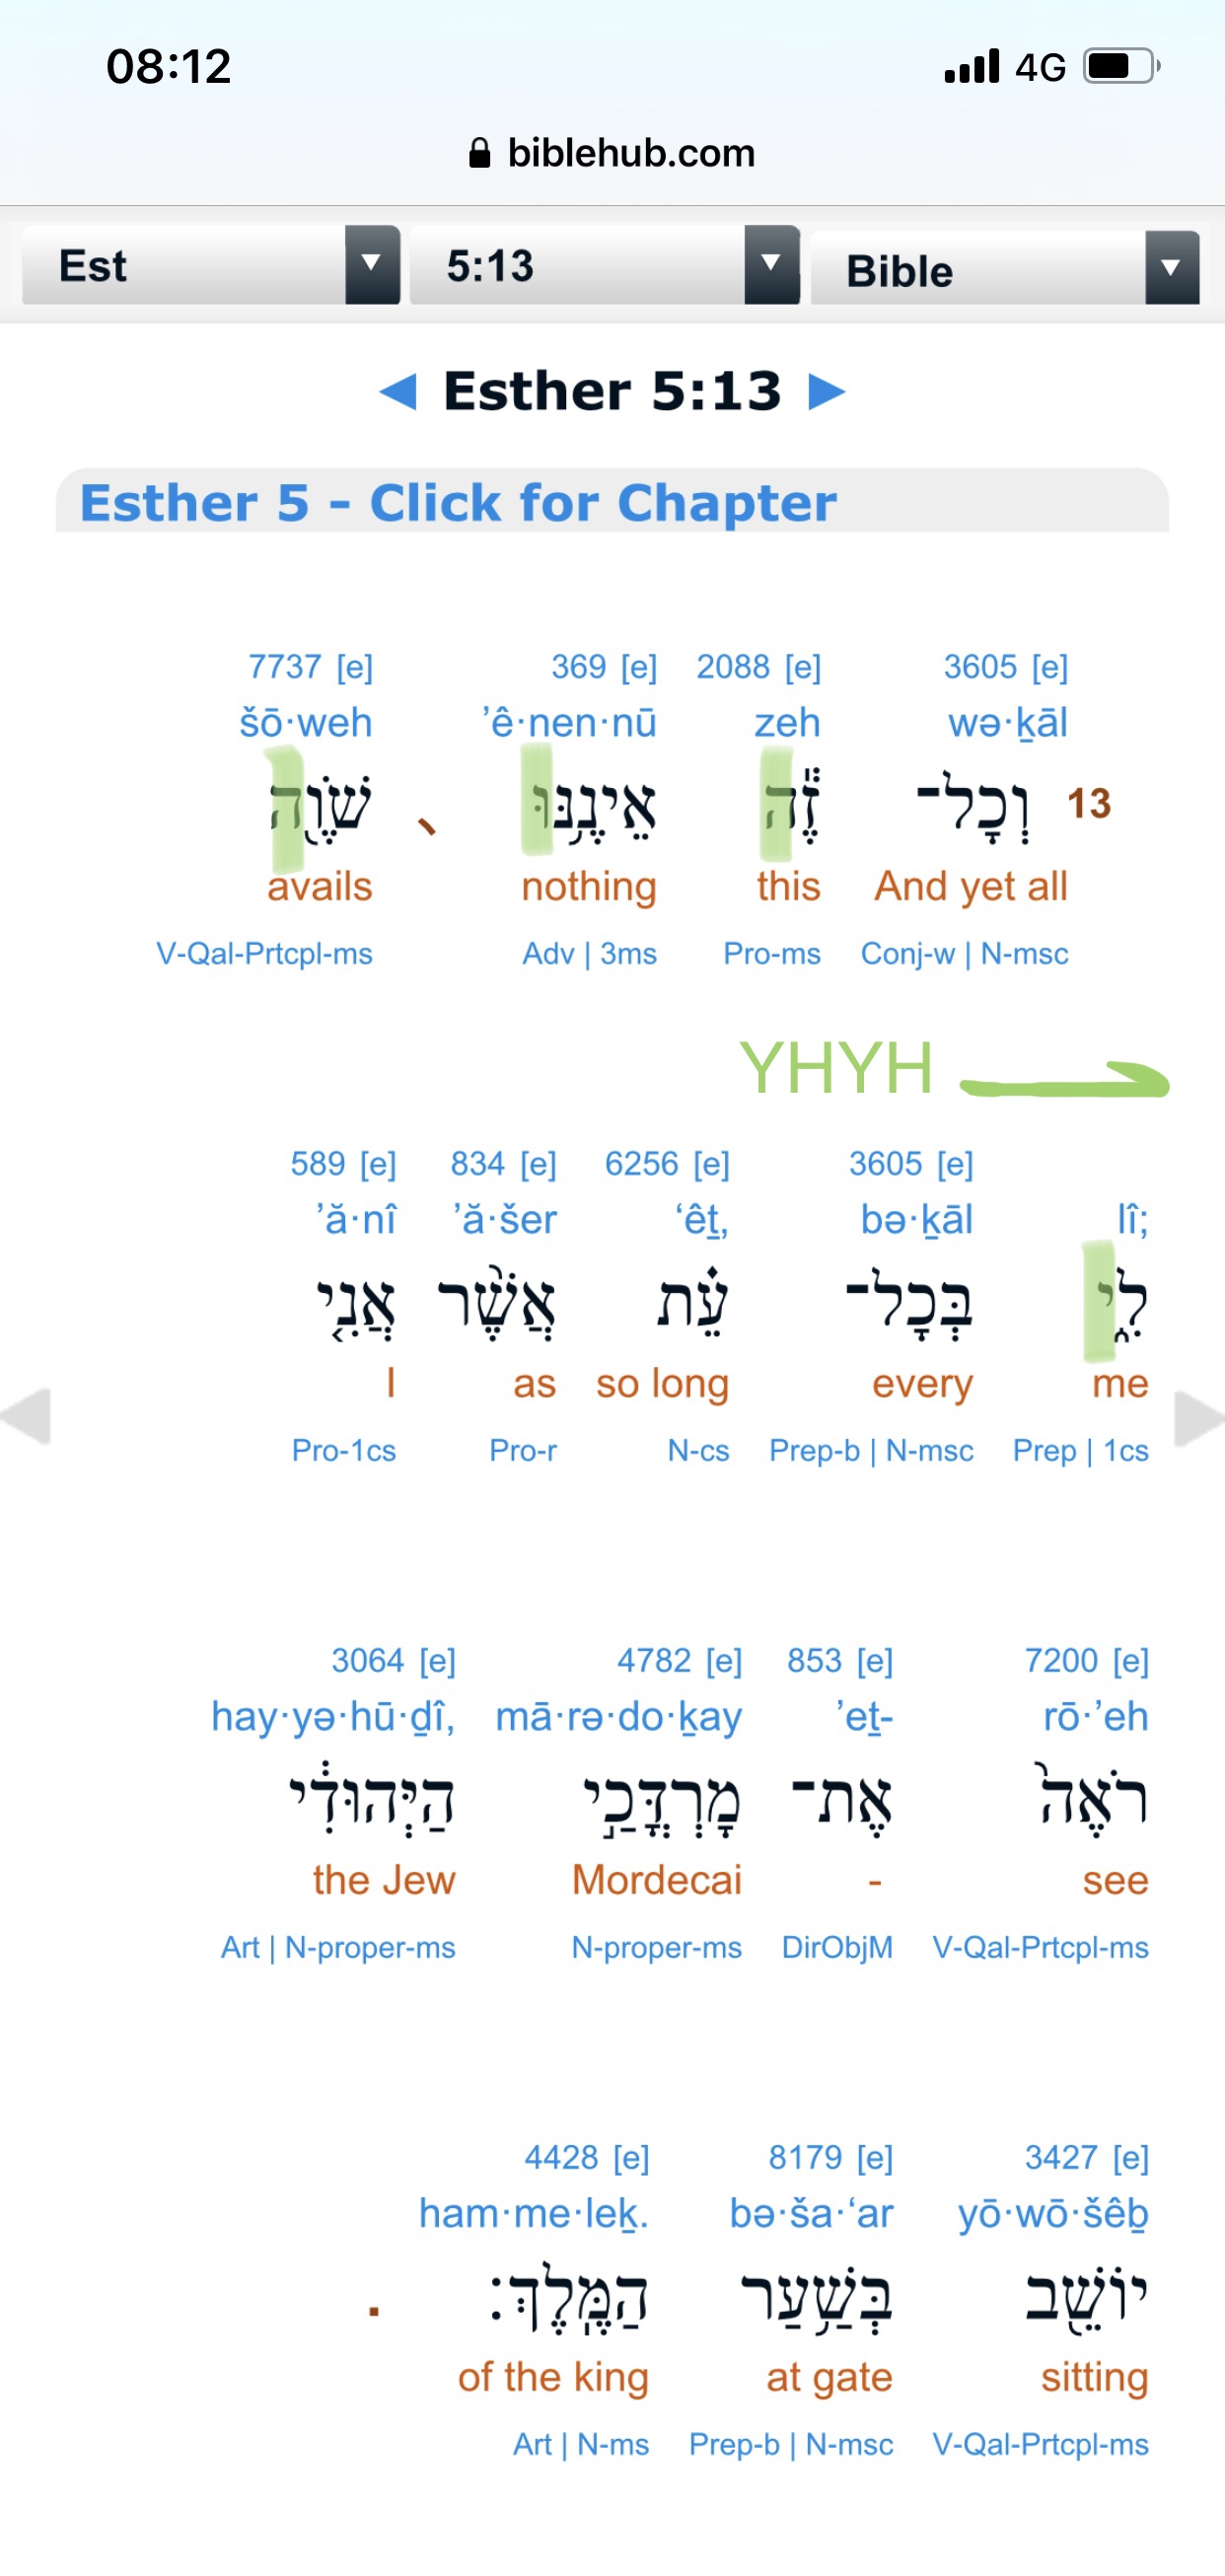 08:12 4G
biblehub.com
Est 5:13 Bible
◀ Esther 5:13 ▶
Esther 5 - Click for Chapter
7737 [e] 369 [e] 2088 [e] 3605 [e]
šō·weh ’ê·nen·nū zeh wə·ḵāl
13 וְכָל־ זֶ֕ה אֵינֶ֥נּוּ 、 שֹׁוֶ֖ה
avails nothing this And yet all
V-Qal-Prtcpl-ms Adv | 3ms Pro-ms Conj-w | N-msc
YHYH
589 [e] 834 [e] 6256 [e] 3605 [e]
’ă·nî ’ă·šer ‘êṯ, bə·ḵāl lî;
לִ֑י בְּכָל־ עֵ֗ת אֲשֶׁ֨ר אֲנִ֤י
I as so long every me
Pro-1cs Pro-r N-cs Prep-b | N-msc Prep | 1cs
3064 [e] 4782 [e] 853 [e] 7200 [e]
hay·yə·hū·ḏî, mā·rə·do·ḵay ’eṯ- rō·’eh
רֹאֶה֙ אֶת־ מָרְדֳּכַ֣י הַיְּהוּדִ֔י
the Jew Mordecai - see
Art | N-proper-ms N-proper-ms DirObjM V-Qal-Prtcpl-ms
4428 [e] 8179 [e] 3427 [e]
ham·me·leḵ. bə·ša·‘ar yō·wō·šêḇ
יוֹשֵׁ֖ב בְּשַׁ֥עַר הַמֶּֽלֶךְ׃ .
of the king at gate sitting
Art | N-ms Prep-b | N-msc V-Qal-Prtcpl-ms